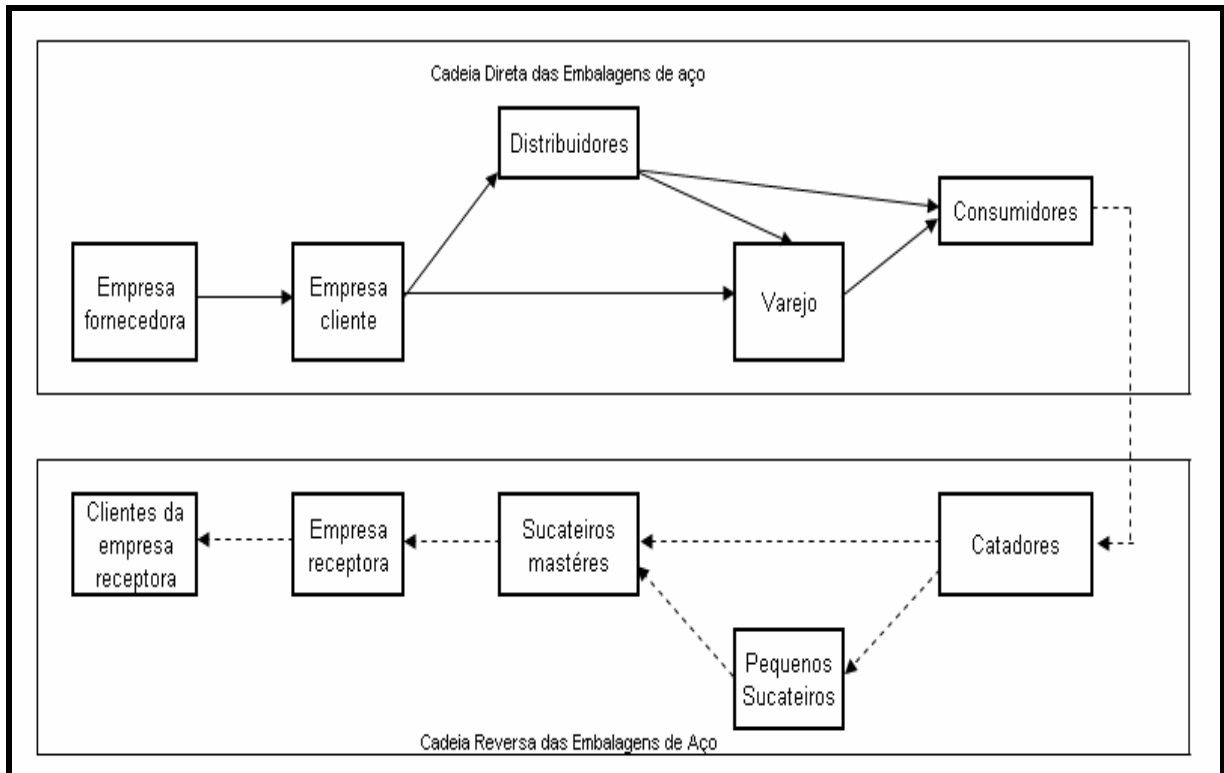 Cadeia Direta das Embalagens de aço
Distribuidores
Consumidores
Empresa
fornecedora
Empresa
cliente
Varejo
Clientes da
empresa
receptora
Empresa
receptora
Sucateiros
mastéres
Catadores
Pequenos
Sucateiros
Cadeia Reversa das Embalagens de Aço